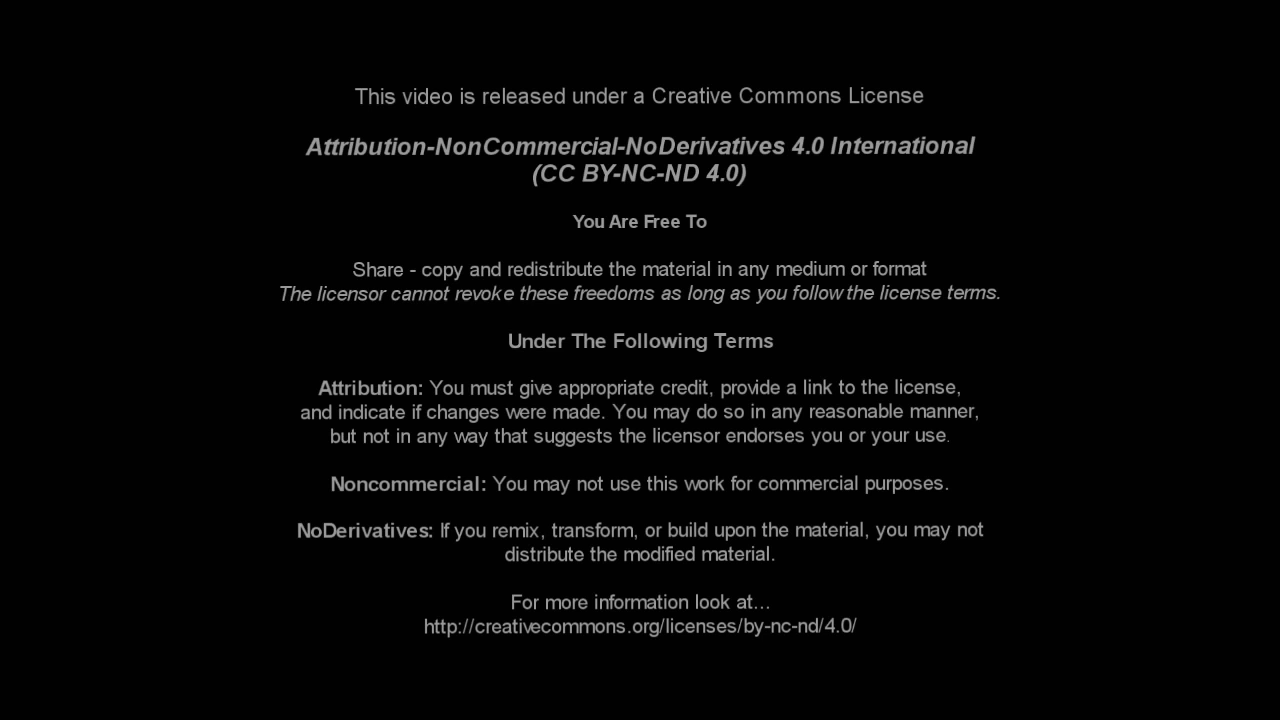 This video is released under a Creative Commons License
Attribution-NonCommercial-NoDerivatives 4.0 International
(CC BY-NC-ND 4.0)
You Are Free To
Share - copy and redistribute the material in any medium or format
The licensor cannot revoke these freedoms as long as you follow the license terms.
Under The Following Terms
Attribution: You must give appropriate credit, provide a link to the license,
and indicate if changes were made. You may do so in any reasonable manner,
but not in any way that suggests the licensor endorses you or your use.
Noncommercial: You may not use this work for commercial purposes.
NoDerivatives: If you remix, transform, or build upon the material, you may not
distribute the modified material.
For more information look at...
http://creativecommons.org/licenses/by-nc-nd/4.0/